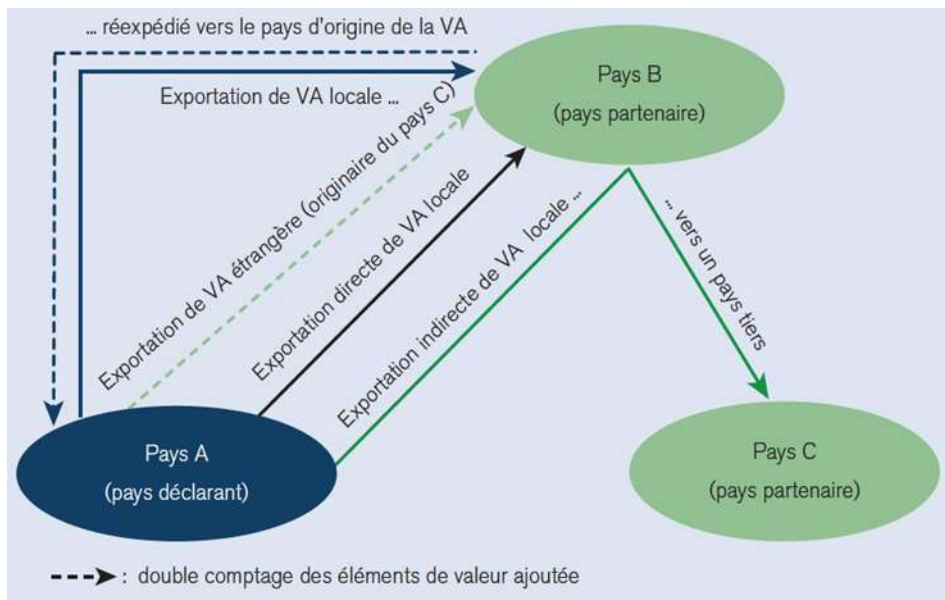 ... réexpédié vers le pays d'origine de la VA
Exportation de VA locale ...
Exportation de VA étrangère (originaire du pays C)
Exportation directe de VA locale
Exportation indirecte de VA locale ...
... vers un pays tiers
Pays B
(pays partenaire)
Pays A
(pays déclarant)
Pays C
(pays partenaire)
: double comptage des éléments de valeur ajoutée